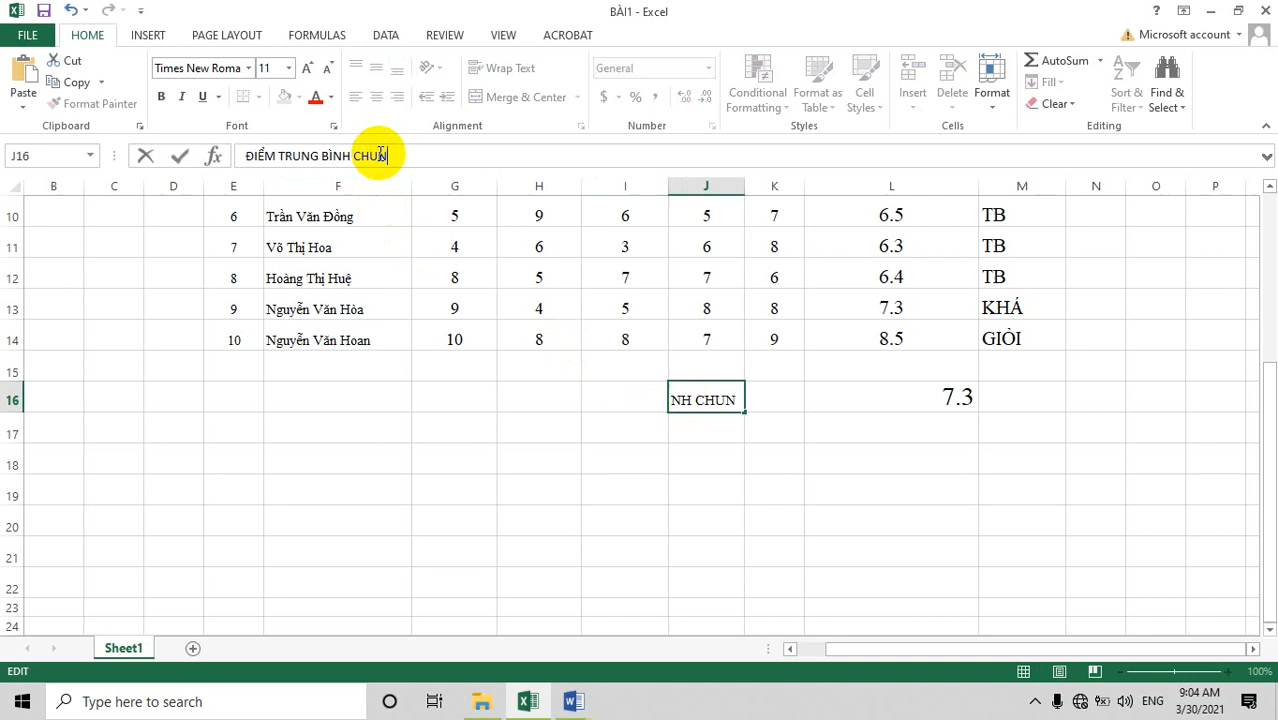 BÀI1 - Excel
?
FILE HOME INSERT PAGE LAYOUT FORMULAS DATA REVIEW VIEW ACROBAT Microsoft account
Paste Cut Copy Format Painter
Clipboard
Times New Roma 11
B I U A
Font
Wrap Text
Merge & Center
Alignment
General
$ % ,
Number
Conditional Formatting Format as Table Cell Styles
Styles
Insert Delete Format
Cells
AutoSum Fill Clear Sort & Filter Find & Select
Editing
J16 fx ĐIỂM TRUNG BÌNH CHUN
B C D E F G H I J K L M N O P
10 6 Trần Văn Đồng 5 9 6 5 7 6.5 TB
11 7 Võ Thị Hoa 4 6 3 6 8 6.3 TB
12 8 Hoàng Thị Huệ 8 5 7 7 6 6.4 TB
13 9 Nguyễn Văn Hòa 9 4 5 8 8 7.3 KHÁ
14 10 Nguyễn Văn Hoan 10 8 8 7 9 8.5 GIỎI
15
16 NH CHUN 7.3
17
18
19
20
21
22
23
24
Sheet1
EDIT 100%
Type here to search
ENG
9:04 AM
3/30/2021